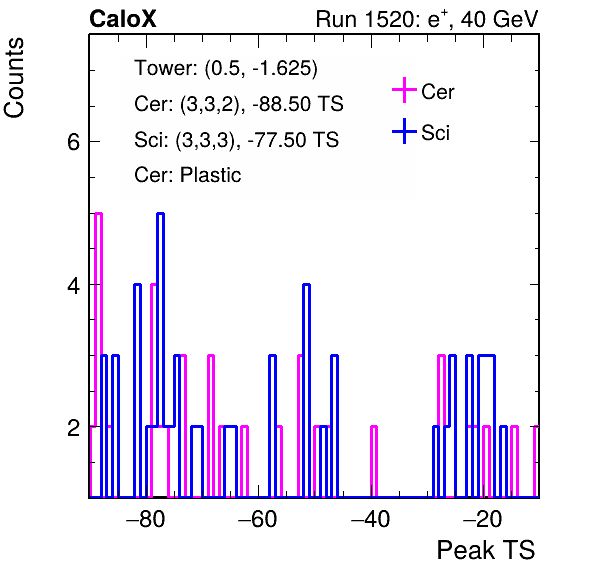 CaloX Run 1520: e⁺, 40 GeV
Counts
Tower: (0.5, -1.625)
Cer: (3,3,2), -88.50 TS
Sci: (3,3,3), -77.50 TS
Cer: Plastic
Cer
Sci
6
4
2
−80 −60 −40 −20
Peak TS